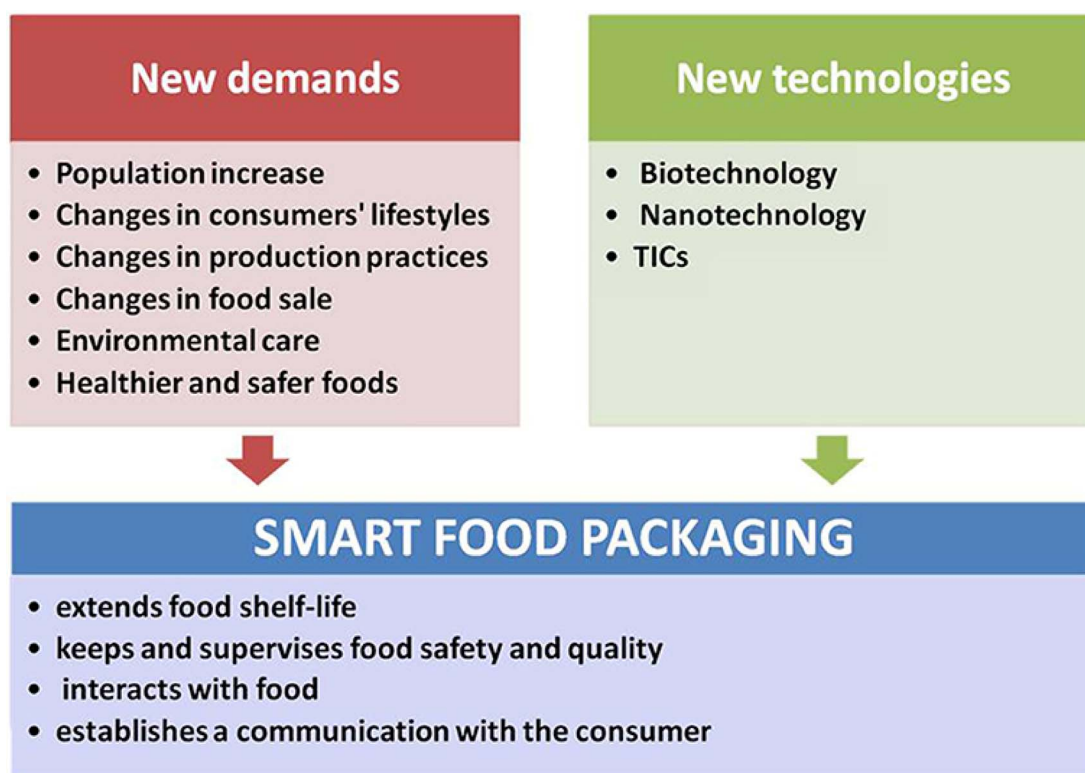 New demands
• Population increase
• Changes in consumers' lifestyles
• Changes in production practices
• Changes in food sale
• Environmental care
• Healthier and safer foods
New technologies
• Biotechnology
• Nanotechnology
• TICs
SMART FOOD PACKAGING
• extends food shelf-life
• keeps and supervises food safety and quality
• interacts with food
• establishes a communication with the consumer